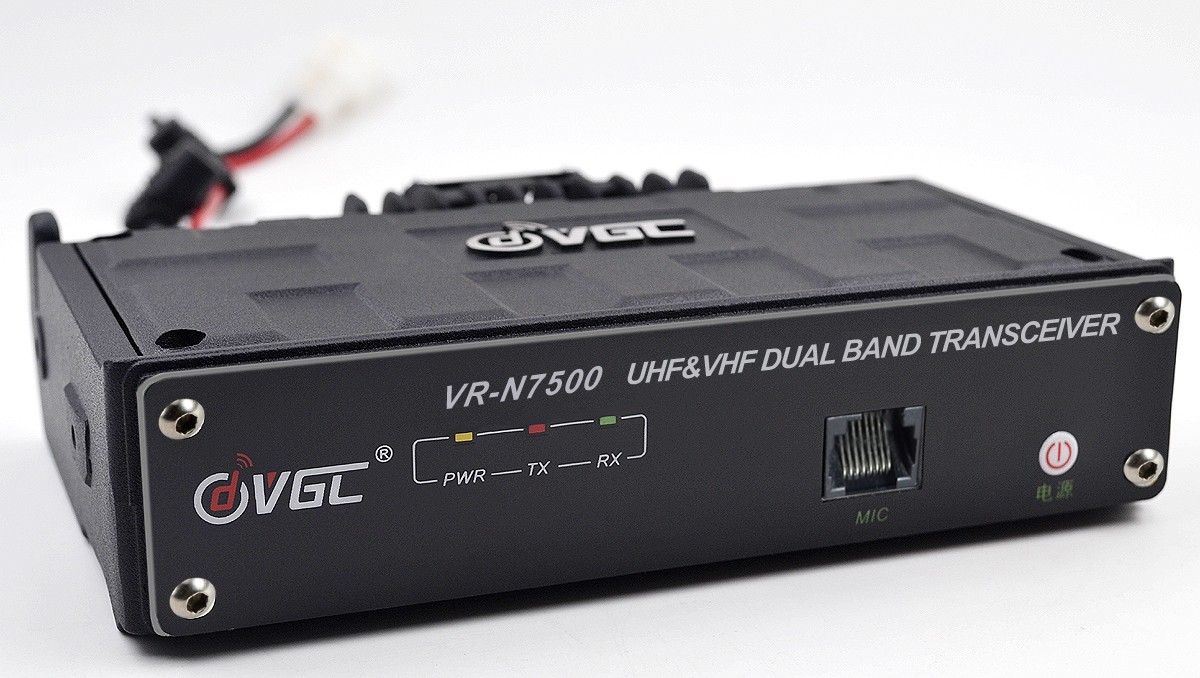 VGC
VR-N7500 UHF&VHF DUAL BAND TRANSCEIVER
VGC ®
PWR TX RX
MIC
电源